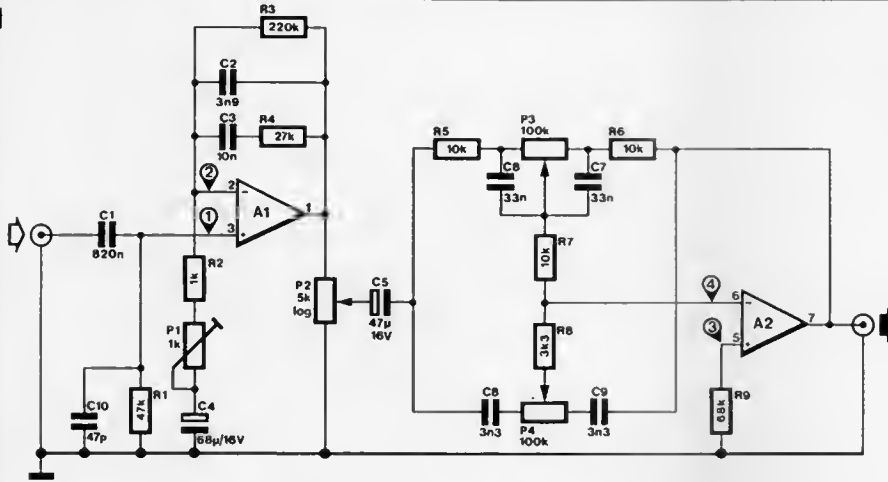 R3
220k
C2
3n9
C3
10n
R4
27k
2
2
−
A1
1
1
3
+
C1
820n
R2
1k
P1
1k
C4
68µ/16V
C10
47p
R1
47k
P2
5k
log
C5
47µ
16V
R5
10k
P3
100k
R6
10k
C6
33n
C7
33n
R7
10k
R8
3k3
C8
3n3
P4
100k
C9
3n3
4
6
−
A2
7
3
5
+
R9
68k